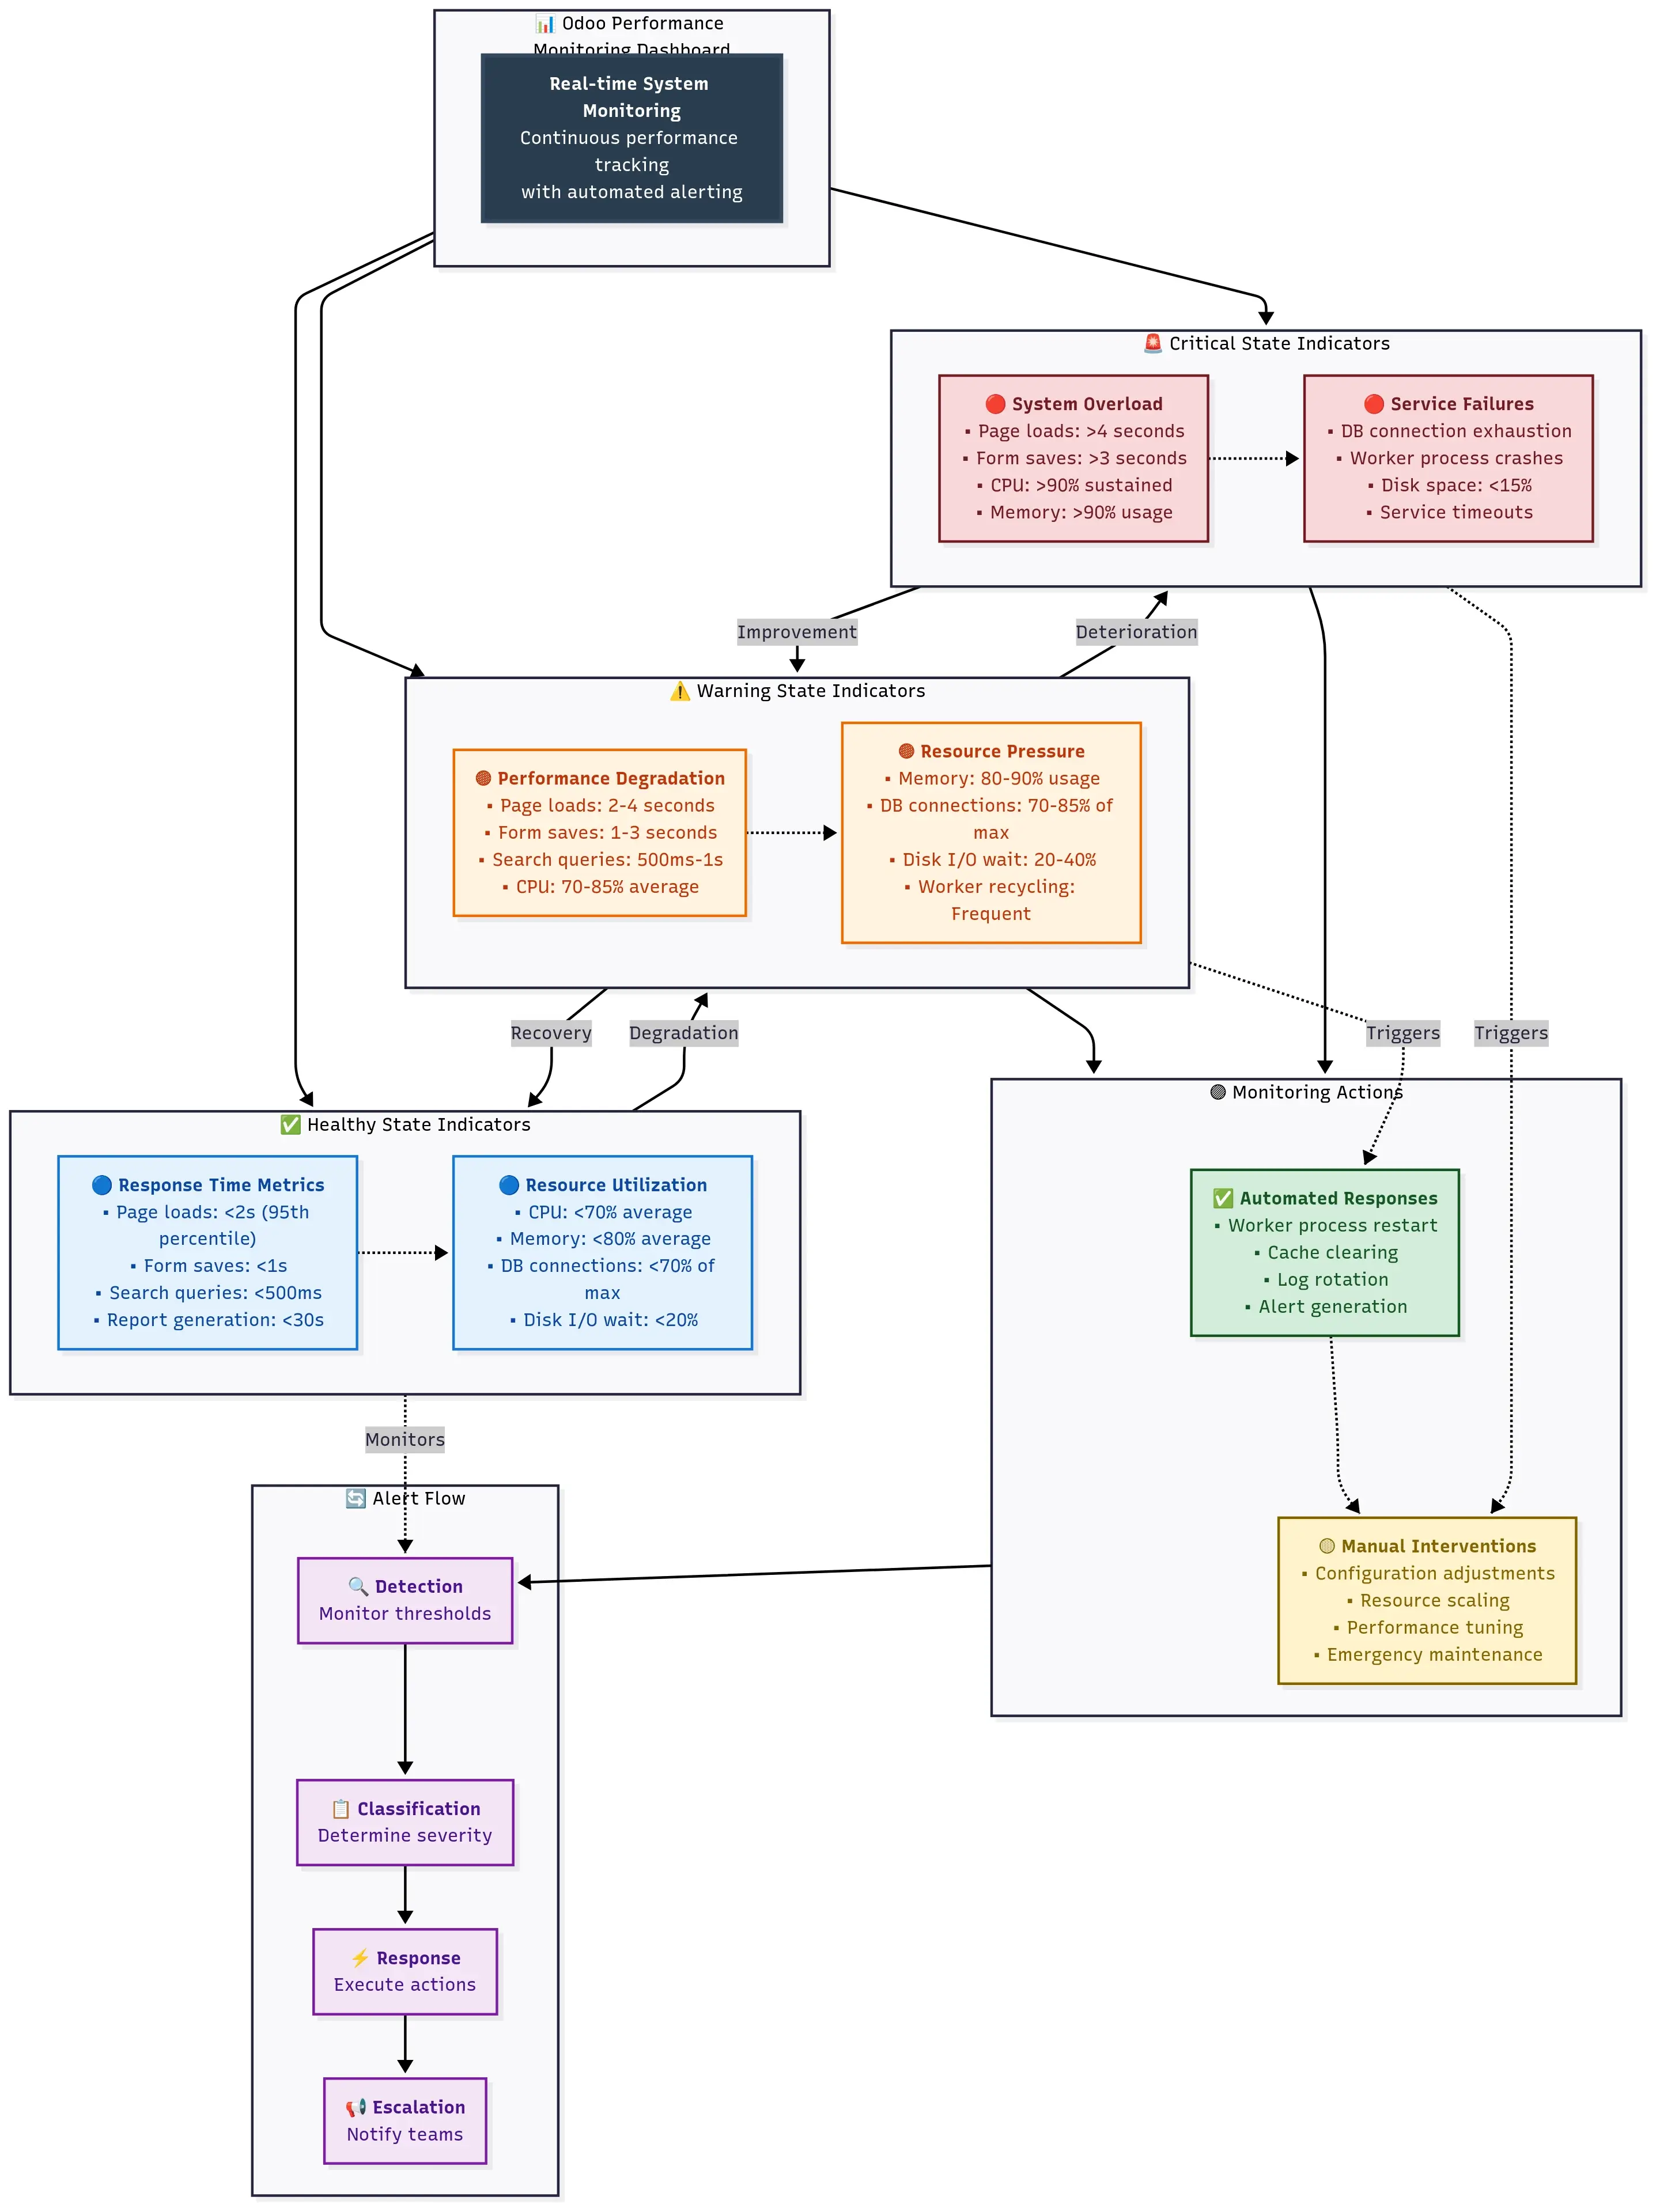 📊 Odoo Performance
Monitoring Dashboard
Real-time System
Monitoring
Continuous performance
tracking
with automated alerting
🚨 Critical State Indicators
🔴 System Overload
▪ Page loads: >4 seconds
▪ Form saves: >3 seconds
▪ CPU: >90% sustained
▪ Memory: >90% usage
🔴 Service Failures
▪ DB connection exhaustion
▪ Worker process crashes
▪ Disk space: <15%
▪ Service timeouts
Improvement
Deterioration
⚠️ Warning State Indicators
🟠 Performance Degradation
▪ Page loads: 2-4 seconds
▪ Form saves: 1-3 seconds
▪ Search queries: 500ms-1s
▪ CPU: 70-85% average
🟠 Resource Pressure
▪ Memory: 80-90% usage
▪ DB connections: 70-85% of
max
▪ Disk I/O wait: 20-40%
▪ Worker recycling:
Frequent
Recovery
Degradation
Triggers
Triggers
✅ Healthy State Indicators
🔵 Response Time Metrics
▪ Page loads: <2s (95th
percentile)
▪ Form saves: <1s
▪ Search queries: <500ms
▪ Report generation: <30s
🔵 Resource Utilization
▪ CPU: <70% average
▪ Memory: <80% average
▪ DB connections: <70% of
max
▪ Disk I/O wait: <20%
Monitoring Actions
✅ Automated Responses
▪ Worker process restart
▪ Cache clearing
▪ Log rotation
▪ Alert generation
🟡 Manual Interventions
▪ Configuration adjustments
▪ Resource scaling
▪ Performance tuning
▪ Emergency maintenance
Monitors
🔄 Alert Flow
🔍 Detection
Monitor thresholds
📋 Classification
Determine severity
⚡ Response
Execute actions
📢 Escalation
Notify teams